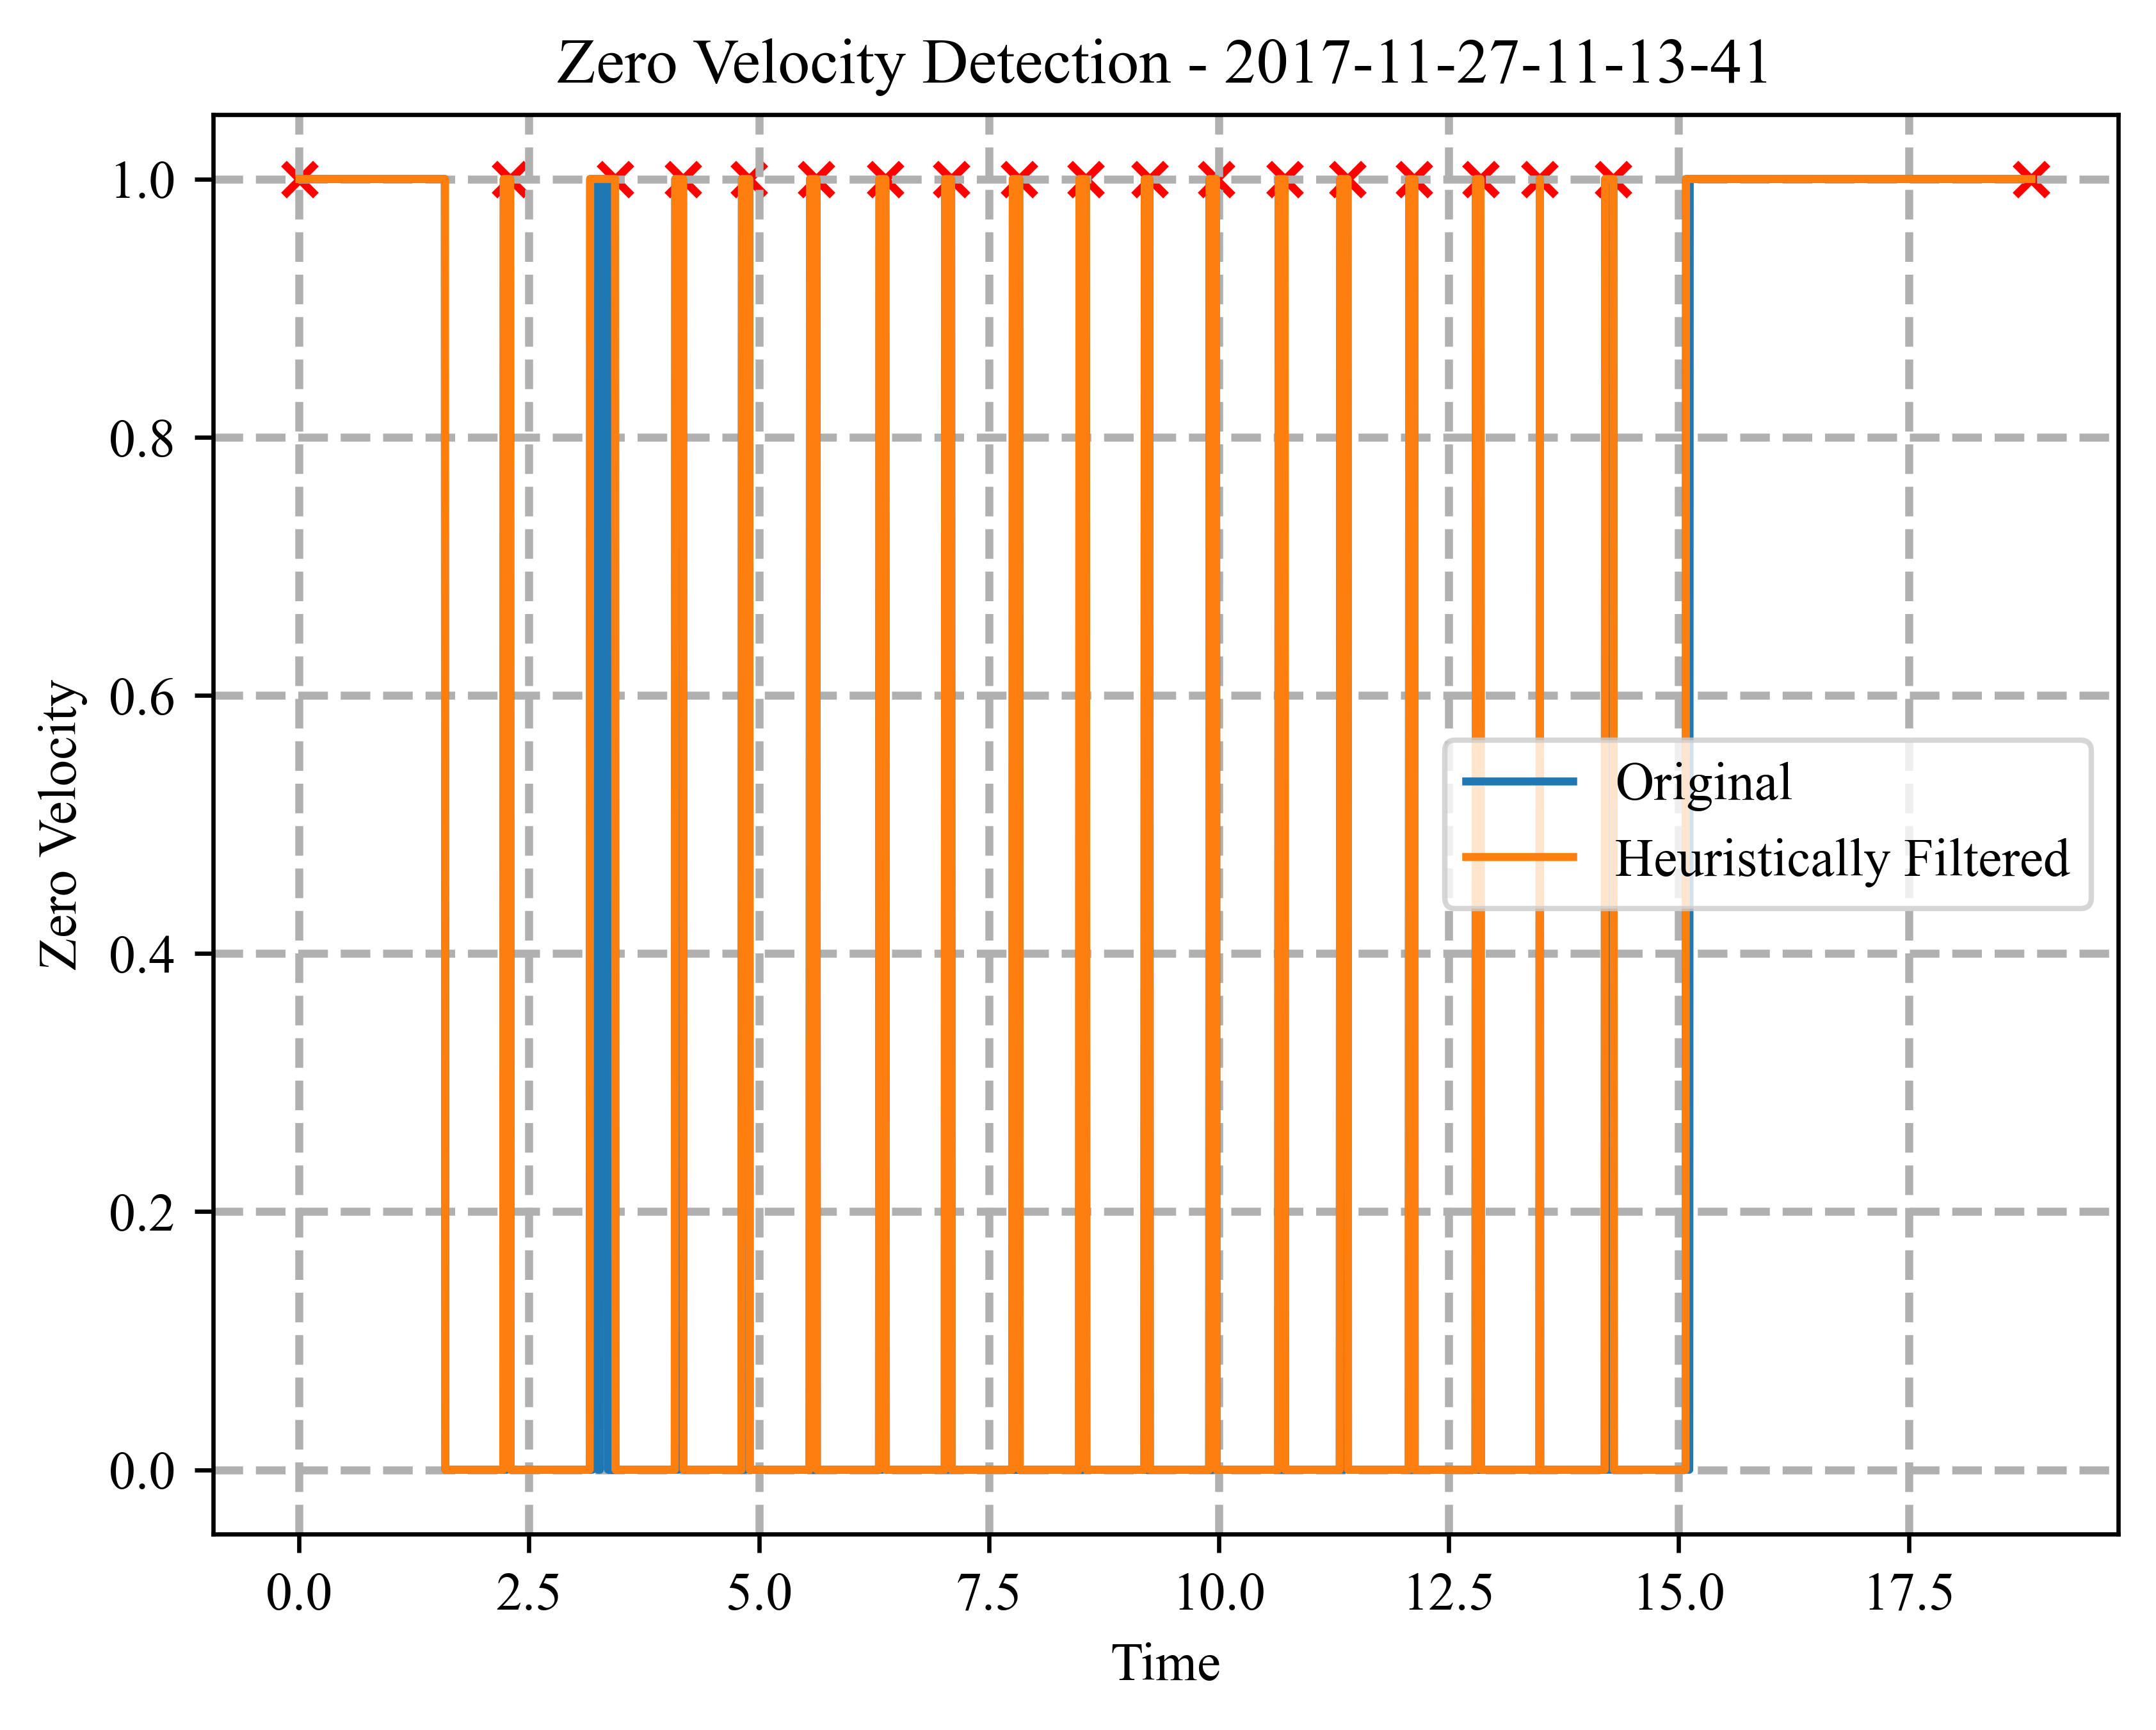 Zero Velocity Detection - 2017-11-27-11-13-41
Zero Velocity
1.0
0.8
0.6
0.4
0.2
0.0
Original
Heuristically Filtered
0.0 2.5 5.0 7.5 10.0 12.5 15.0 17.5
Time